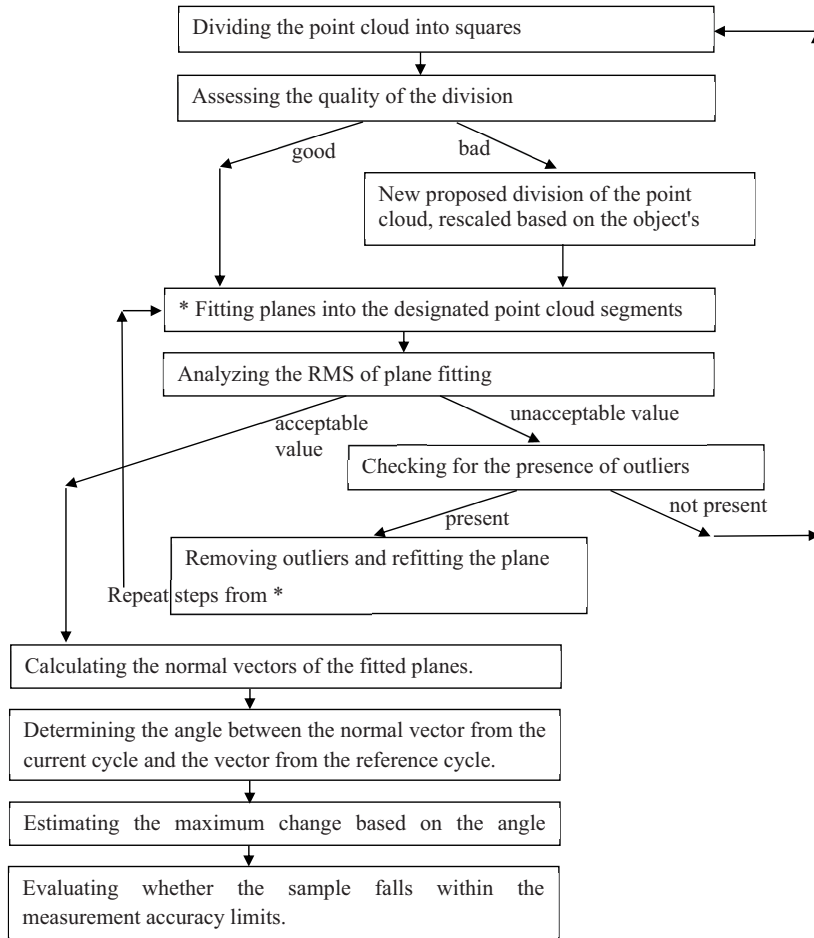 Dividing the point cloud into squares
Assessing the quality of the division
good
bad
New proposed division of the point
cloud, rescaled based on the object's
* Fitting planes into the designated point cloud segments
Analyzing the RMS of plane fitting
acceptable
value
unacceptable value
Checking for the presence of outliers
present
not present
Removing outliers and refitting the plane
Repeat steps from *
Calculating the normal vectors of the fitted planes.
Determining the angle between the normal vector from the
current cycle and the vector from the reference cycle.
Estimating the maximum change based on the angle
Evaluating whether the sample falls within the
measurement accuracy limits.